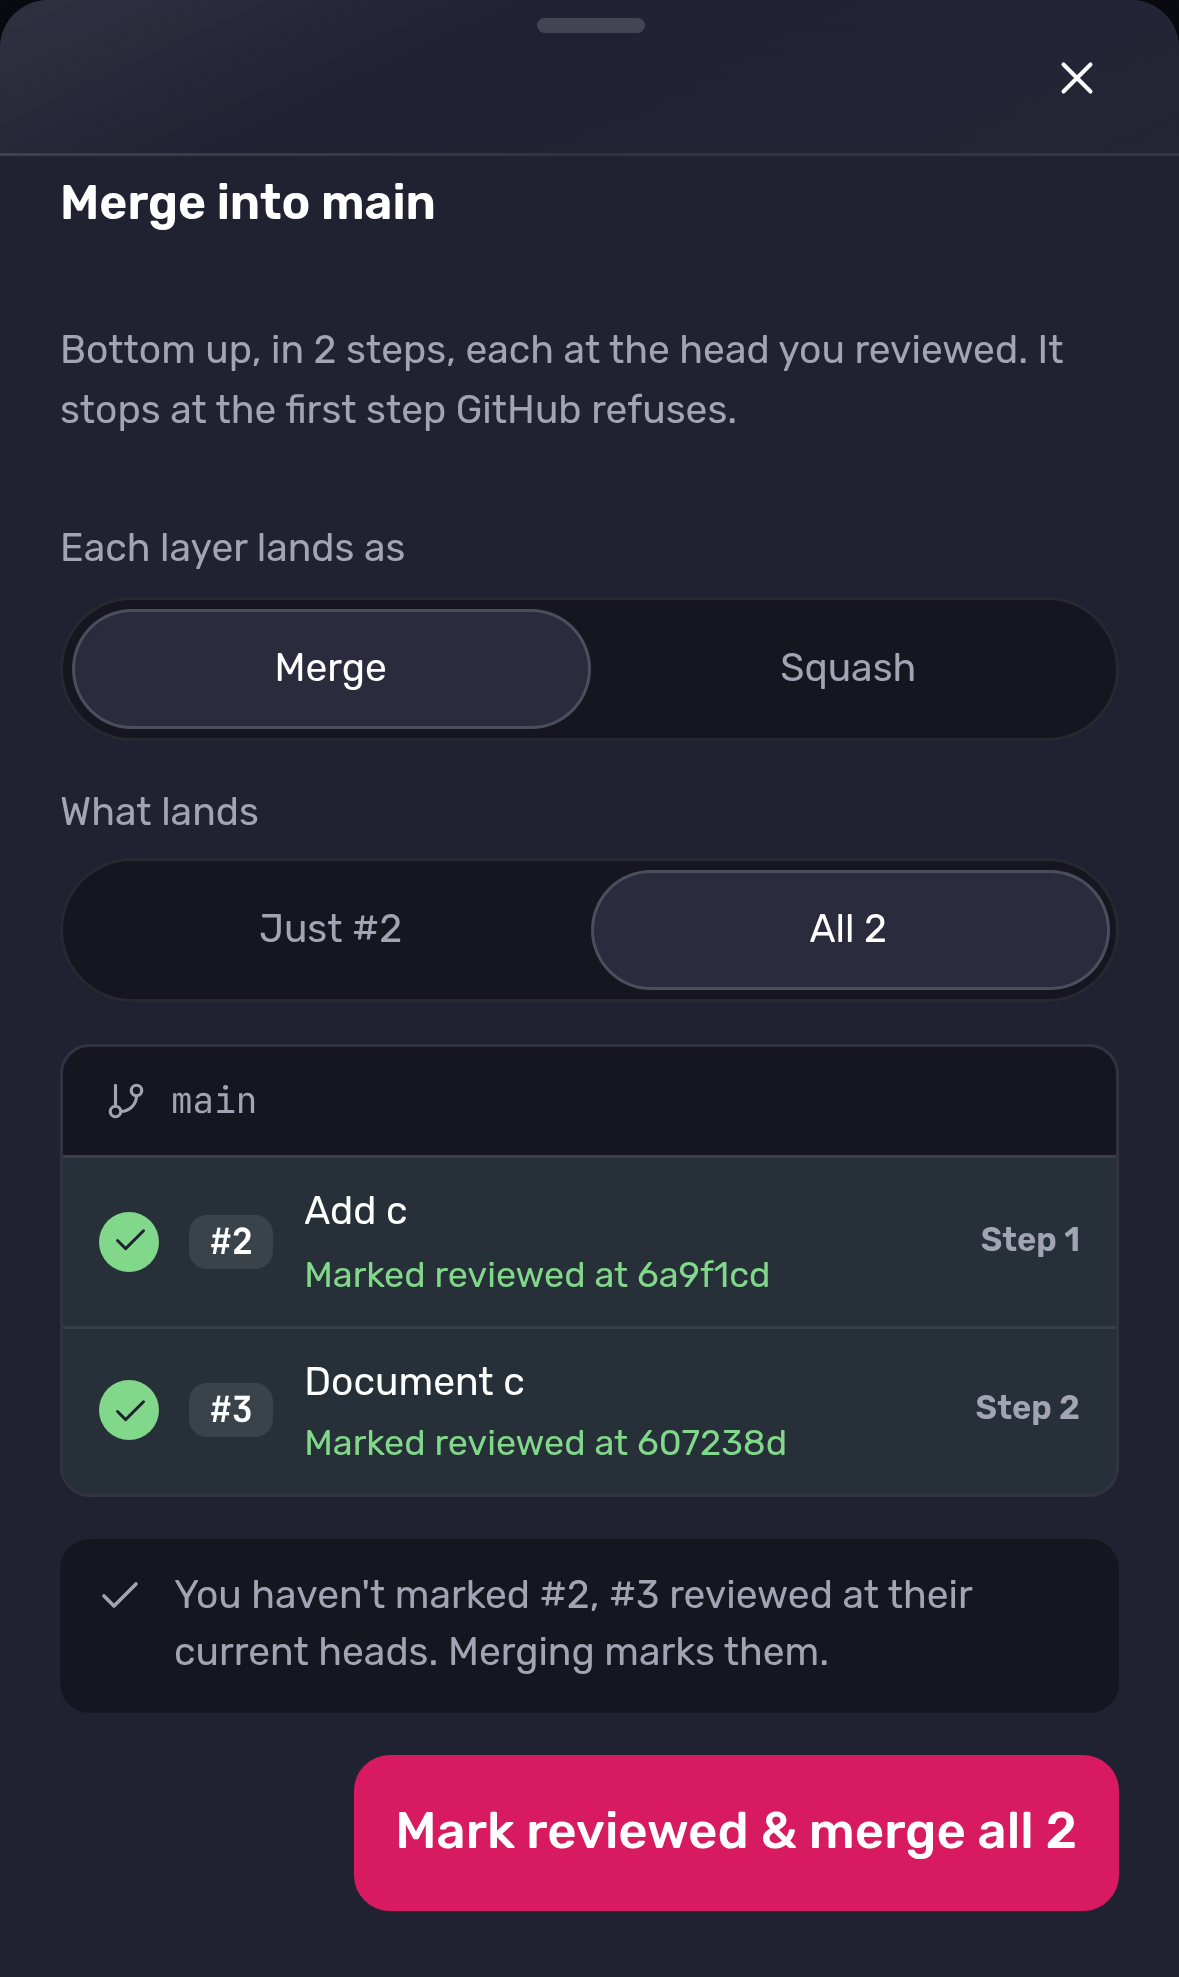 Merge into main
Bottom up, in 2 steps, each at the head you reviewed. It
stops at the first step GitHub refuses.
Each layer lands as
Merge Squash
What lands
Just #2 All 2
main
#2 Add c Step 1
Marked reviewed at 6a9f1cd
#3 Document c Step 2
Marked reviewed at 607238d
You haven't marked #2, #3 reviewed at their
current heads. Merging marks them.
Mark reviewed & merge all 2